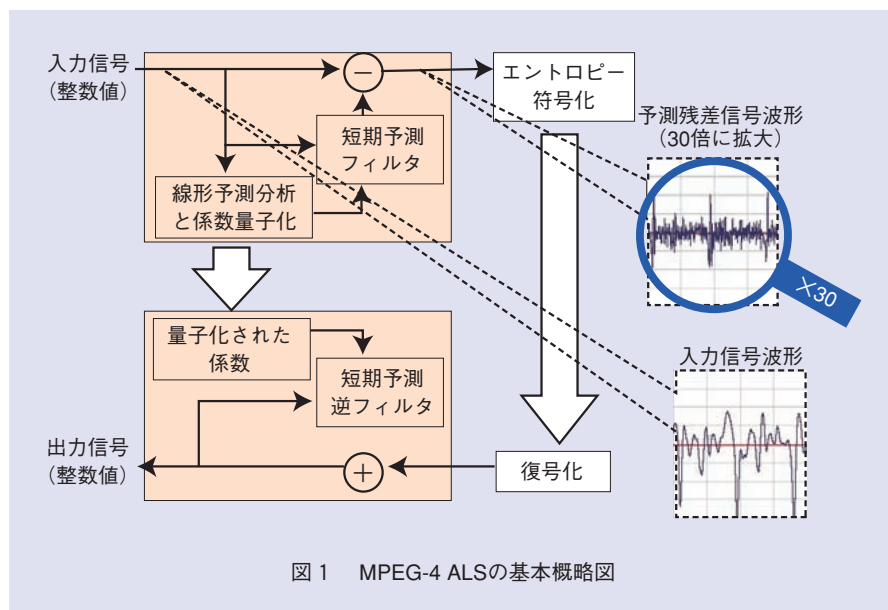 入力信号
(整数値)
−
エントロピー
符号化
予測残差信号波形
(30倍に拡大)
短期予測
フィルタ
線形予測分析
と係数量子化
×30
量子化された
係数
短期予測
逆フィルタ
入力信号波形
出力信号
(整数値)
+
復号化
図1 MPEG-4 ALSの基本概略図